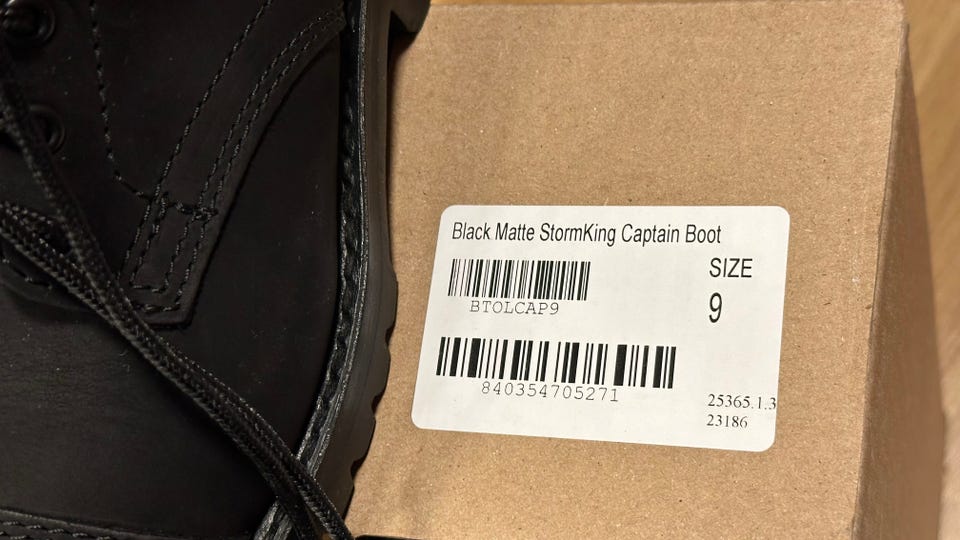 Black Matte StormKing Captain Boot
SIZE
9
BTOLCAP9
840354705271
25365.1.3
23186